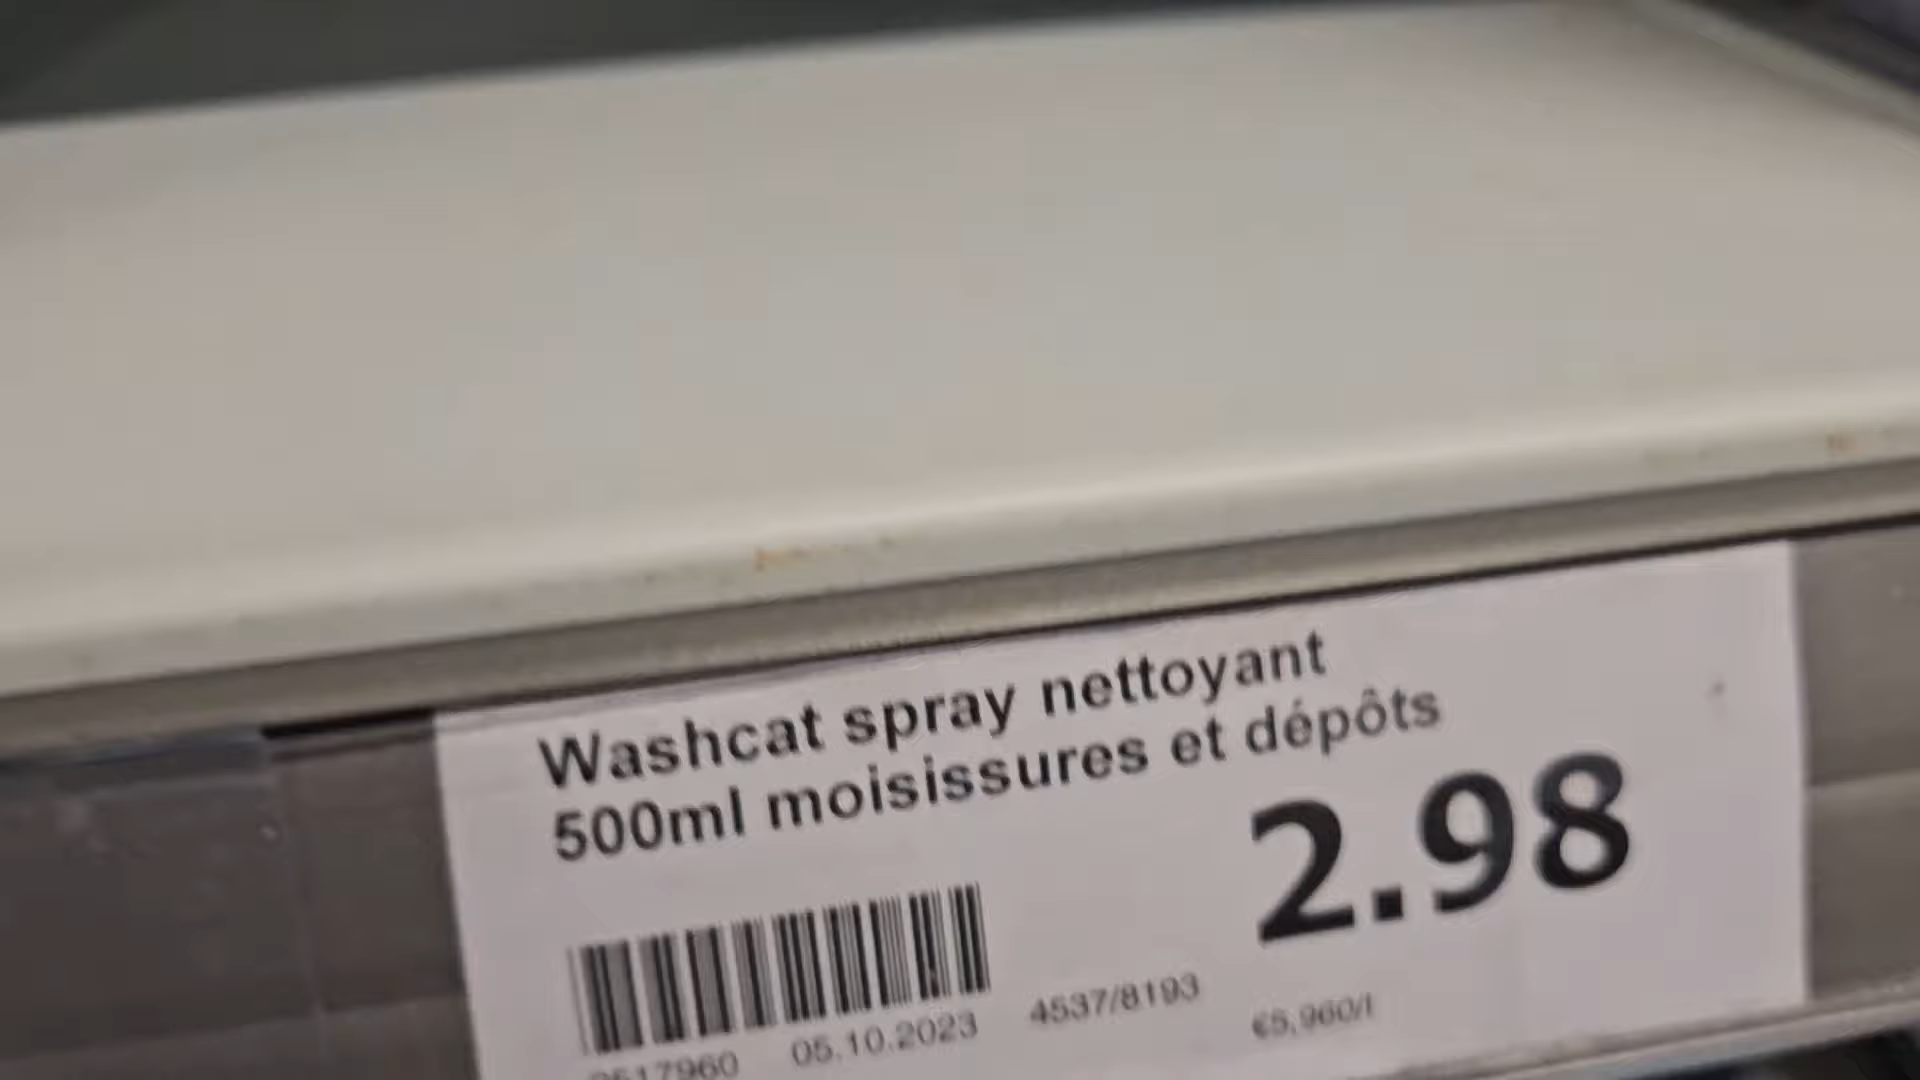 Washcat spray nettoyant
500ml moisissures et dépôts
2.98
4537/8193
05.10.2023
€5,960/l